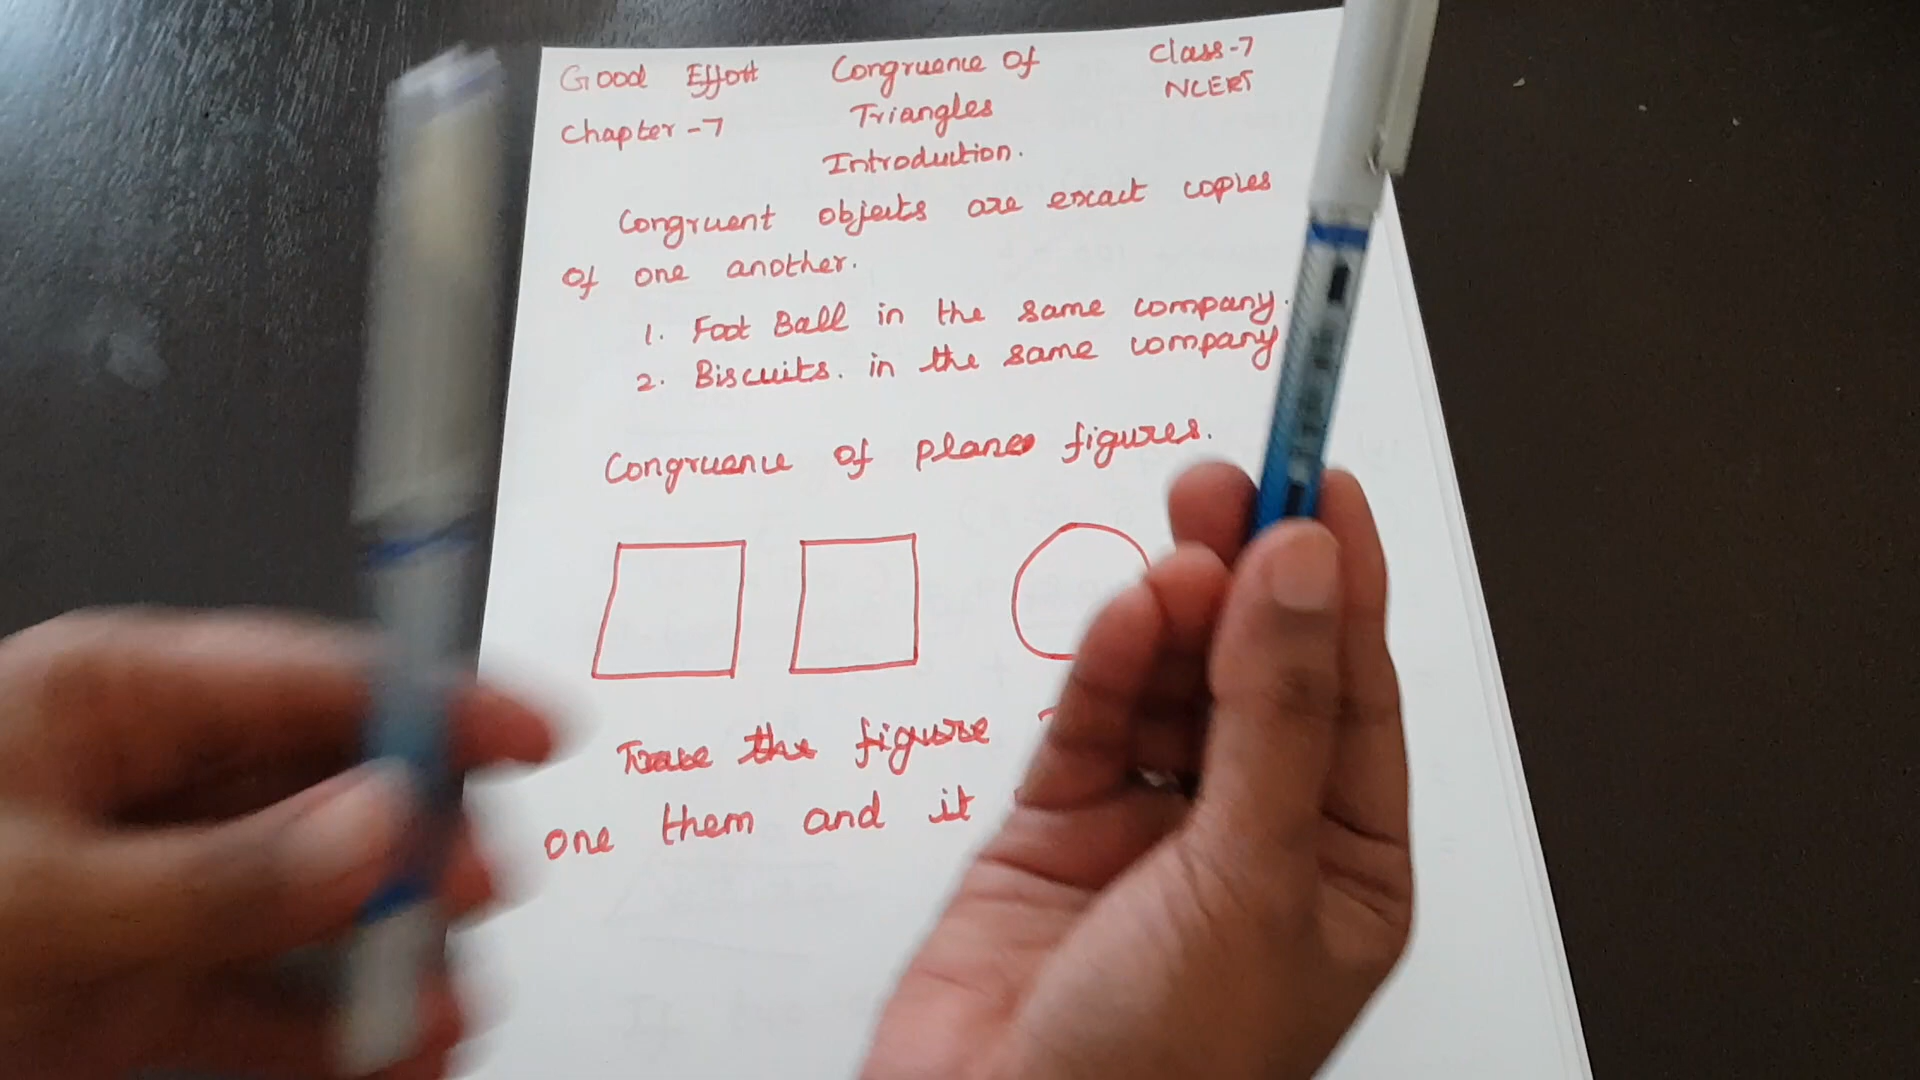 Good Effort Congruence Of Class-7
Chapter-7 Triangles NCERT
Introduction.
Congruent objects are exact copies
of one another.
1. Foot Ball in the same company.
2. Biscuits. in the same company
Congruence of plane figures.
Trace the figure
one them and it